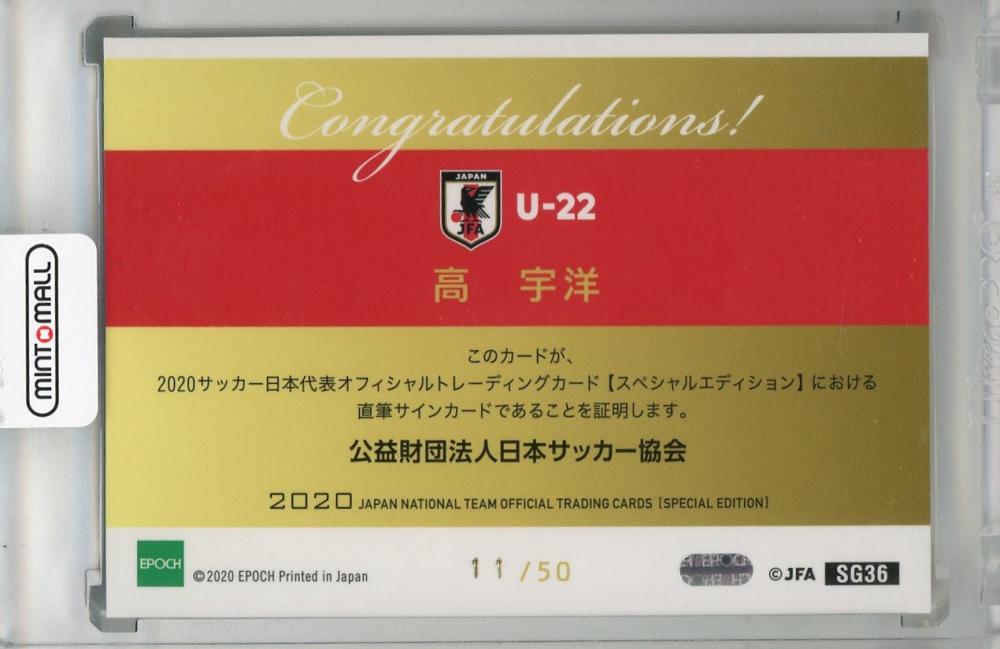 Congratulations!
JAPAN
JFA
U-22
高 宇洋
このカードが、
2020サッカー日本代表オフィシャルトレーディングカード【スペシャルエディション】における
直筆サインカードであることを証明します。
公益財団法人日本サッカー協会
2020 JAPAN NATIONAL TEAM OFFICIAL TRADING CARDS [SPECIAL EDITION]
EPOCH
©2020 EPOCH Printed in Japan
11/50
©JFA
SG36
MINTMALL